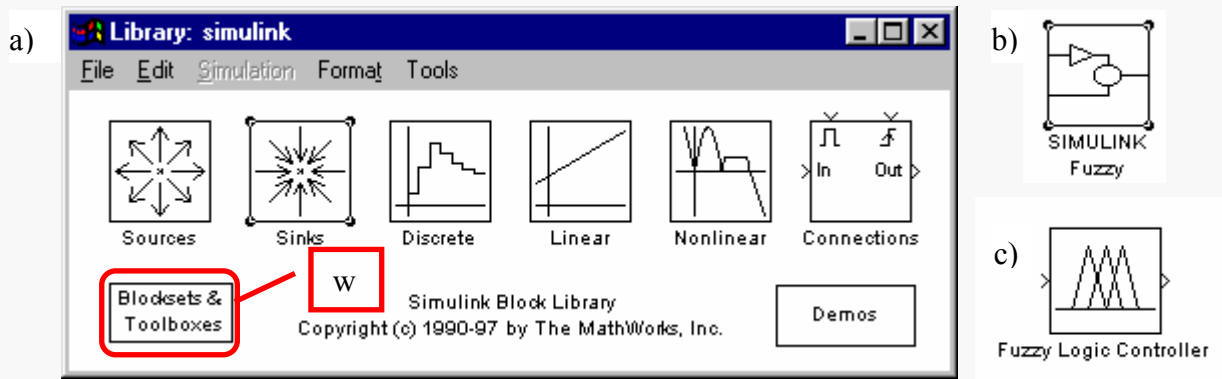 a)
Library: simulink
File Edit Simulation Format Tools
In Out
Sources Sinks Discrete Linear Nonlinear Connections
Blocksets &
Toolboxes
w
Simulink Block Library
Copyright (c) 1990-97 by The MathWorks, Inc.
Demos
b)
SIMULINK
Fuzzy
c)
Fuzzy Logic Controller